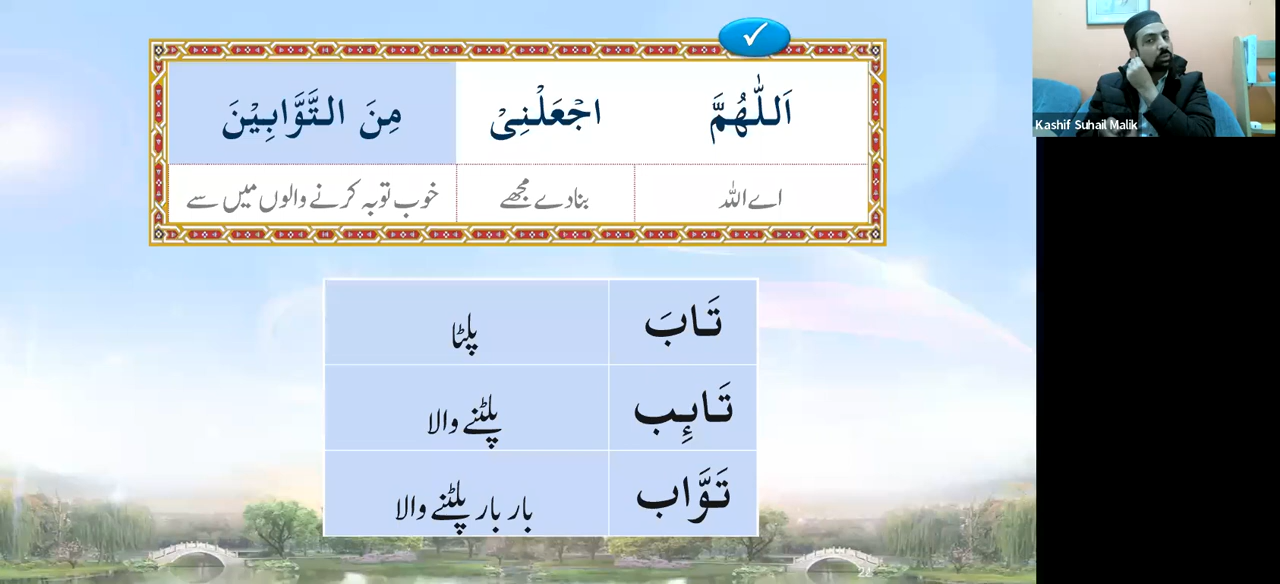 اَللّٰهُمَّ اجْعَلْنِیْ مِنَ التَّوَّابِیْنَ
اے اللہ بنادے مجھے خوب توبہ کرنے والوں میں سے
تَابَ پلٹا
تَائِب پلٹنے والا
تَوَّاب بار بار پلٹنے والا
Kashif Suhail Malik